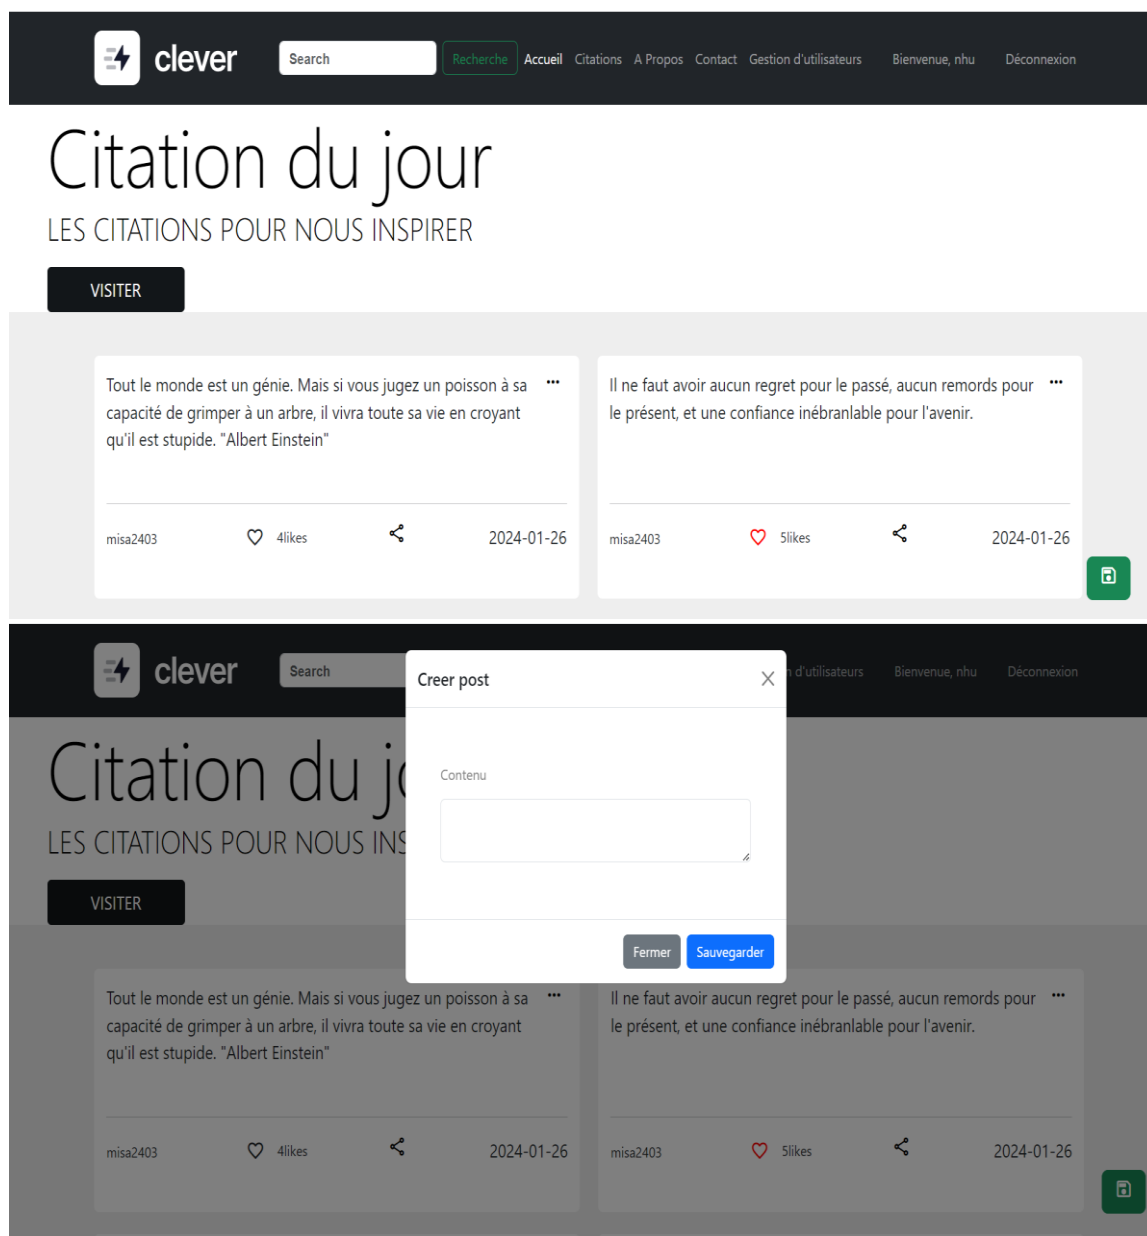 clever Search Recherche Accueil Citations A Propos Contact Gestion d'utilisateurs Bienvenue, nhu Déconnexion
Citation du jour
LES CITATIONS POUR NOUS INSPIRER
VISITER
Tout le monde est un génie. Mais si vous jugez un poisson à sa ...
capacité de grimper à un arbre, il vivra toute sa vie en croyant
qu'il est stupide. "Albert Einstein"
misa2403 4likes 2024-01-26
Il ne faut avoir aucun regret pour le passé, aucun remords pour ...
le présent, et une confiance inébranlable pour l'avenir.
misa2403 5likes 2024-01-26
clever Search n d'utilisateurs Bienvenue, nhu Déconnexion
Creer post
Contenu
Fermer Sauvegarder
Citation du jo
LES CITATIONS POUR NOUS INS
VISITER
Tout le monde est un génie. Mais si vous jugez un poisson à sa ...
capacité de grimper à un arbre, il vivra toute sa vie en croyant
qu'il est stupide. "Albert Einstein"
misa2403 4likes 2024-01-26
Il ne faut avoir aucun regret pour le passé, aucun remords pour ...
le présent, et une confiance inébranlable pour l'avenir.
misa2403 5likes 2024-01-26